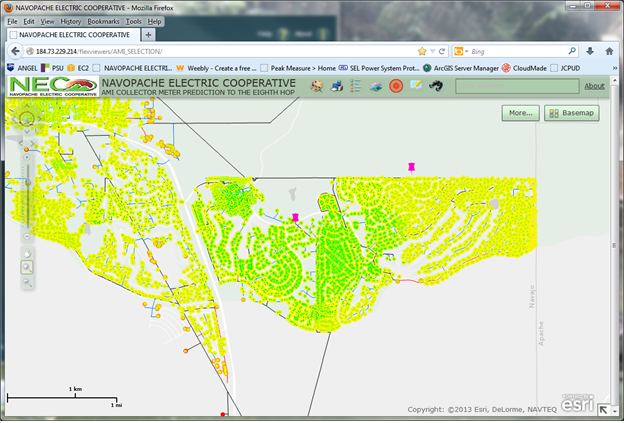 NAVOPACHE ELECTRIC COOPERATIVE - Mozilla Firefox
File Edit View History Bookmarks Tools Help
NAVOPACHE ELECTRIC COOPERATIVE
184.73.229.214/flexviewers/AMI_SELECTION/
Bing
ANGEL PSU EC2 NAVOPACHE ELECTRI... Weebly - Create a free ... Peak Measure > Home SEL Power System Prot... ArcGIS Server Manager CloudMade JCPUD
NEC
NAVOPACHE ELECTRIC COOPERATIVE
NAVOPACHE ELECTRIC COOPERATIVE
AMI COLLECTOR METER PREDICTION TO THE EIGHTH HOP
About
More...
Basemap
Navajo
Apache
1 km
1 mi
Copyright: ©2013 Esri, DeLorme, NAVTEQ
esri